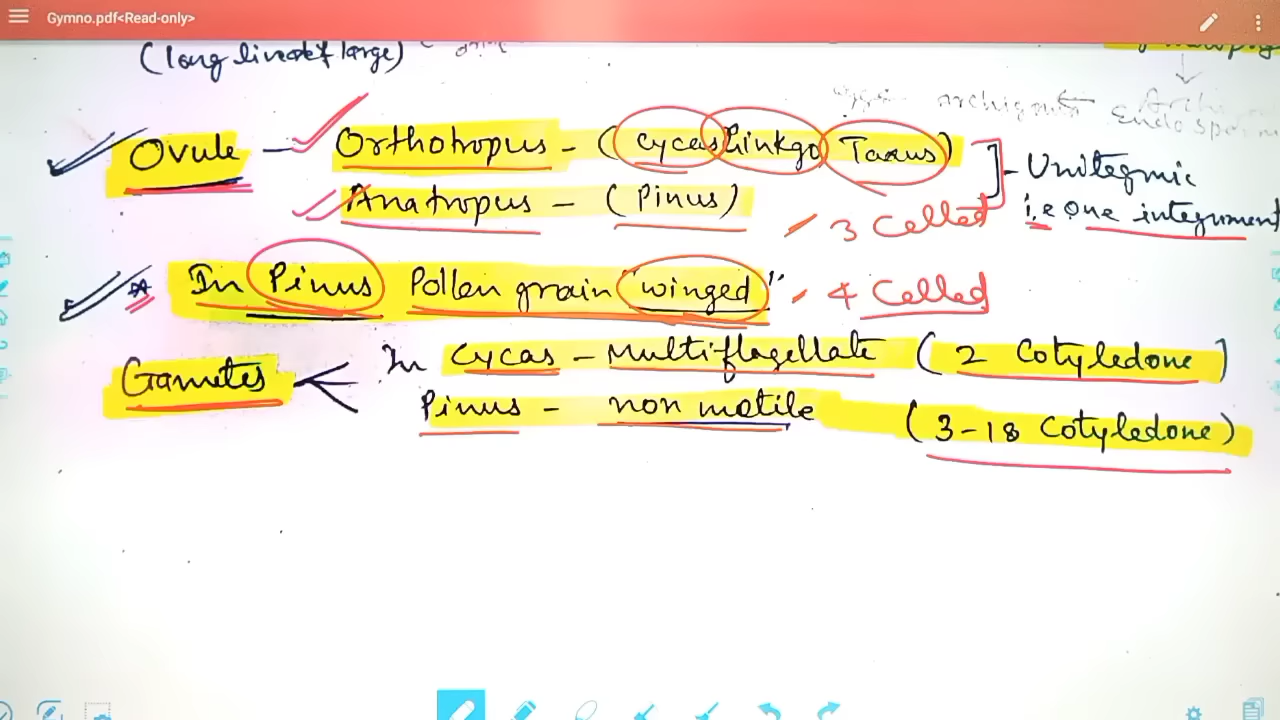 Gymno.pdf<Read-only>
(long lived & large)
Ovule - Orthotropus - (Cycas Ginkgo Taxus)
Anatropus - (Pinus)
] - Unitegmic
i.e one integument
3 Celled
In Pinus Pollen grain "winged" 4 Celled
Gametes < In Cycas - Multiflagellate (2 Cotyledone)
Pinus - non motile (3-18 Cotyledone)